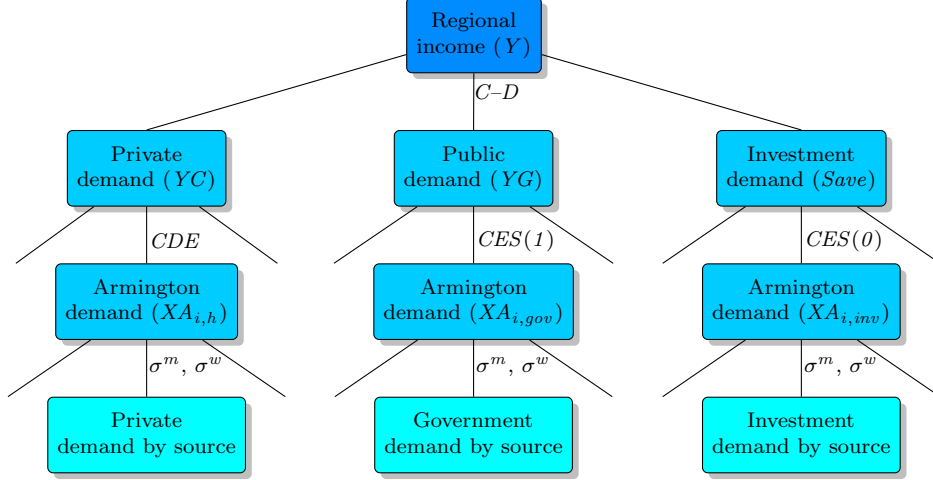 Regional
income (Y)
C–D
Private
demand (YC)
Public
demand (YG)
Investment
demand (Save)
CDE
CES(1)
CES(0)
Armington
demand (XA_{i,h})
Armington
demand (XA_{i,gov})
Armington
demand (XA_{i,inv})
σ^m, σ^w
σ^m, σ^w
σ^m, σ^w
Private
demand by source
Government
demand by source
Investment
demand by source